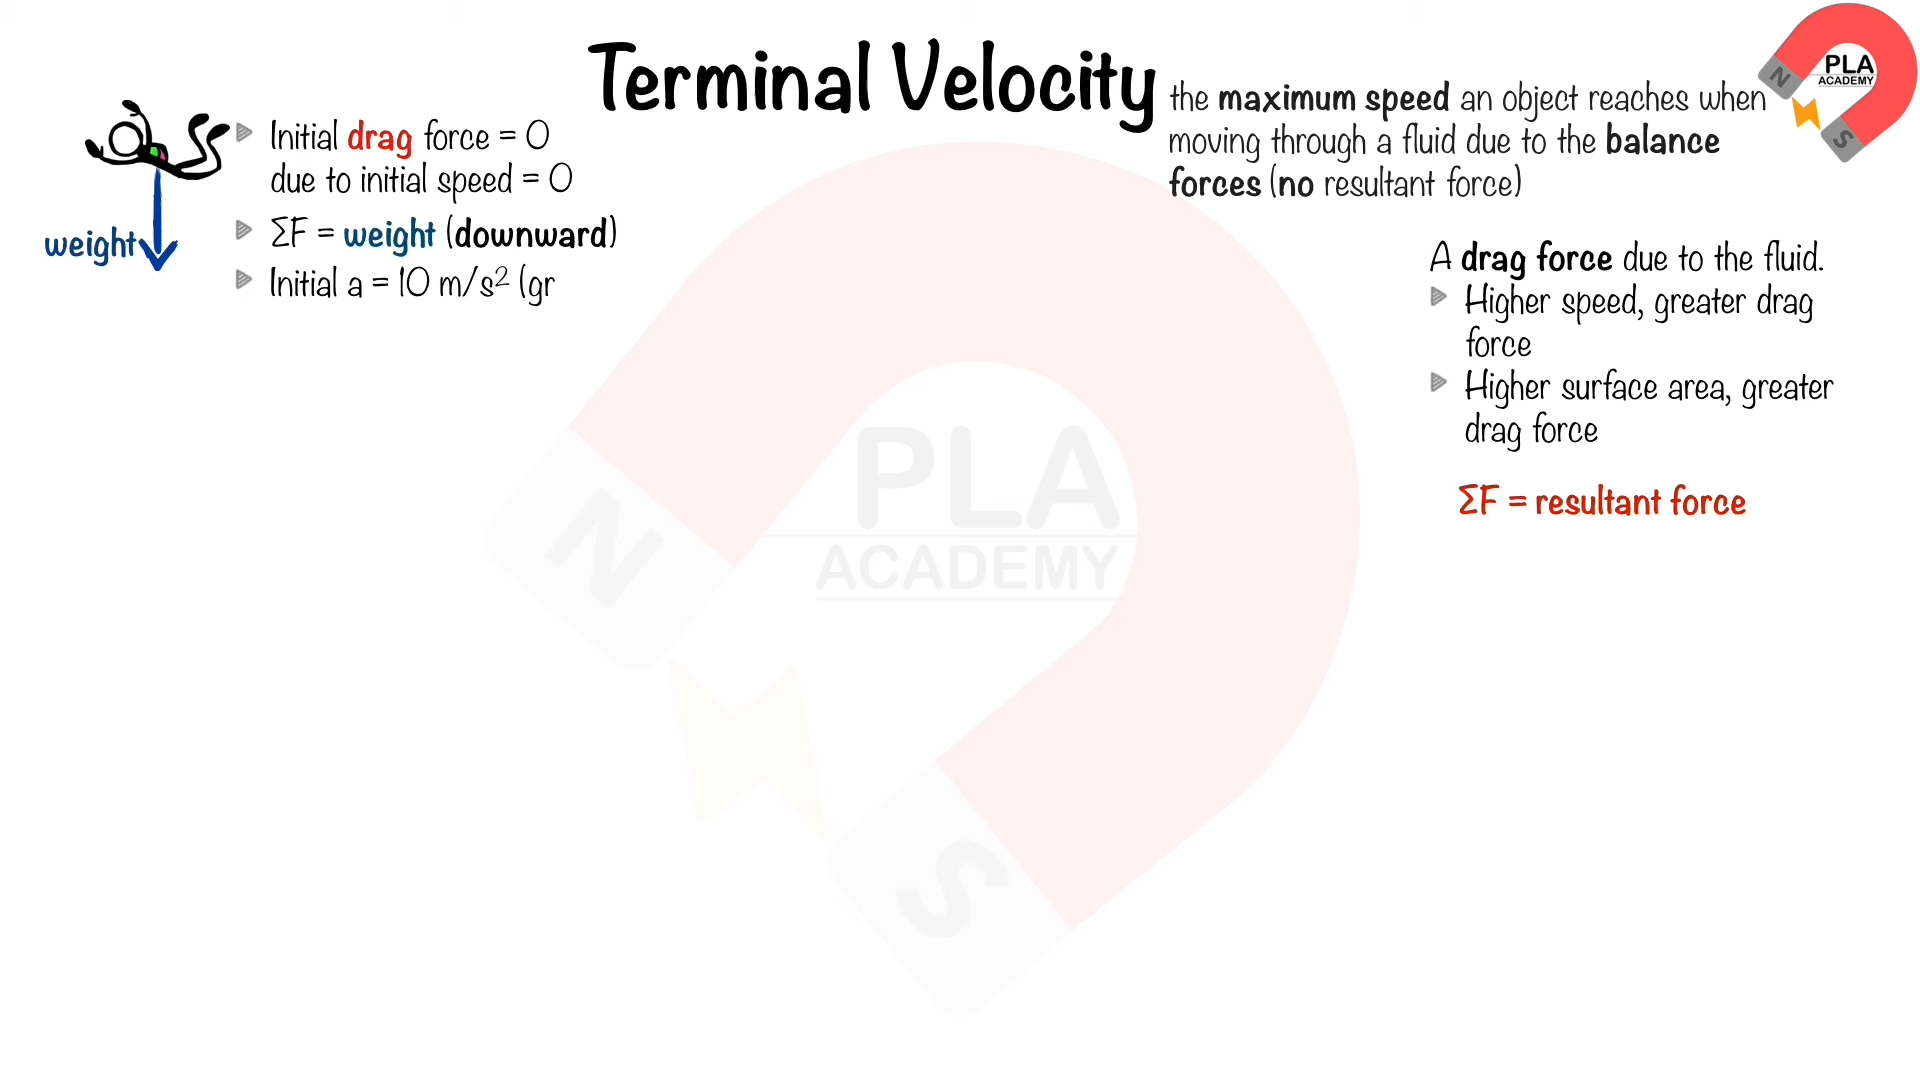 Terminal Velocity
the maximum speed an object reaches when
moving through a fluid due to the balance
forces (no resultant force)
PLA
ACADEMY
N
S
Initial drag force = 0
due to initial speed = 0
ΣF = weight (downward)
Initial a = 10 m/s² (gr
weight
A drag force due to the fluid.
Higher speed, greater drag
force
Higher surface area, greater
drag force
ΣF = resultant force
PLA
ACADEMY
N
S